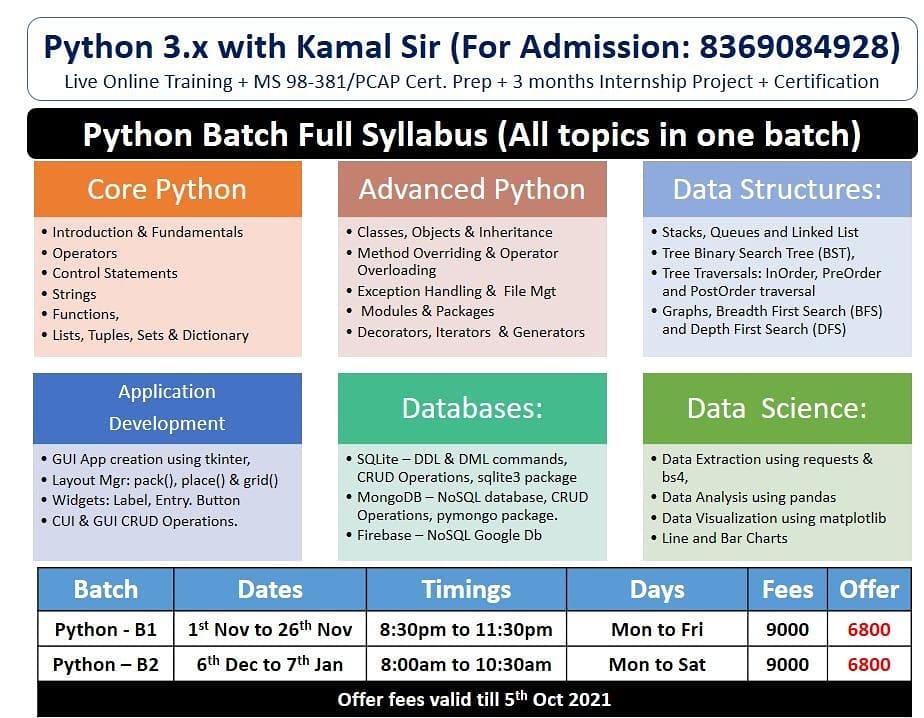 Python 3.x with Kamal Sir (For Admission: 8369084928)
Live Online Training + MS 98-381/PCAP Cert. Prep + 3 months Internship Project + Certification
Python Batch Full Syllabus (All topics in one batch)
Core Python
• Introduction & Fundamentals
• Operators
• Control Statements
• Strings
• Functions,
• Lists, Tuples, Sets & Dictionary
Advanced Python
• Classes, Objects & Inheritance
• Method Overriding & Operator
Overloading
• Exception Handling & File Mgt
• Modules & Packages
• Decorators, Iterators & Generators
Data Structures:
• Stacks, Queues and Linked List
• Tree Binary Search Tree (BST),
• Tree Traversals: InOrder, PreOrder
and PostOrder traversal
• Graphs, Breadth First Search (BFS)
and Depth First Search (DFS)
Application
Development
• GUI App creation using tkinter,
• Layout Mgr: pack(), place() & grid()
• Widgets: Label, Entry. Button
• CUI & GUI CRUD Operations.
Databases:
• SQLite – DDL & DML commands,
CRUD Operations, sqlite3 package
• MongoDB – NoSQL database, CRUD
Operations, pymongo package.
• Firebase – NoSQL Google Db
Data Science:
• Data Extraction using requests &
bs4,
• Data Analysis using pandas
• Data Visualization using matplotlib
• Line and Bar Charts
Batch Dates Timings Days Fees Offer
Python - B1 1st Nov to 26th Nov 8:30pm to 11:30pm Mon to Fri 9000 6800
Python – B2 6th Dec to 7th Jan 8:00am to 10:30am Mon to Sat 9000 6800
Offer fees valid till 5th Oct 2021